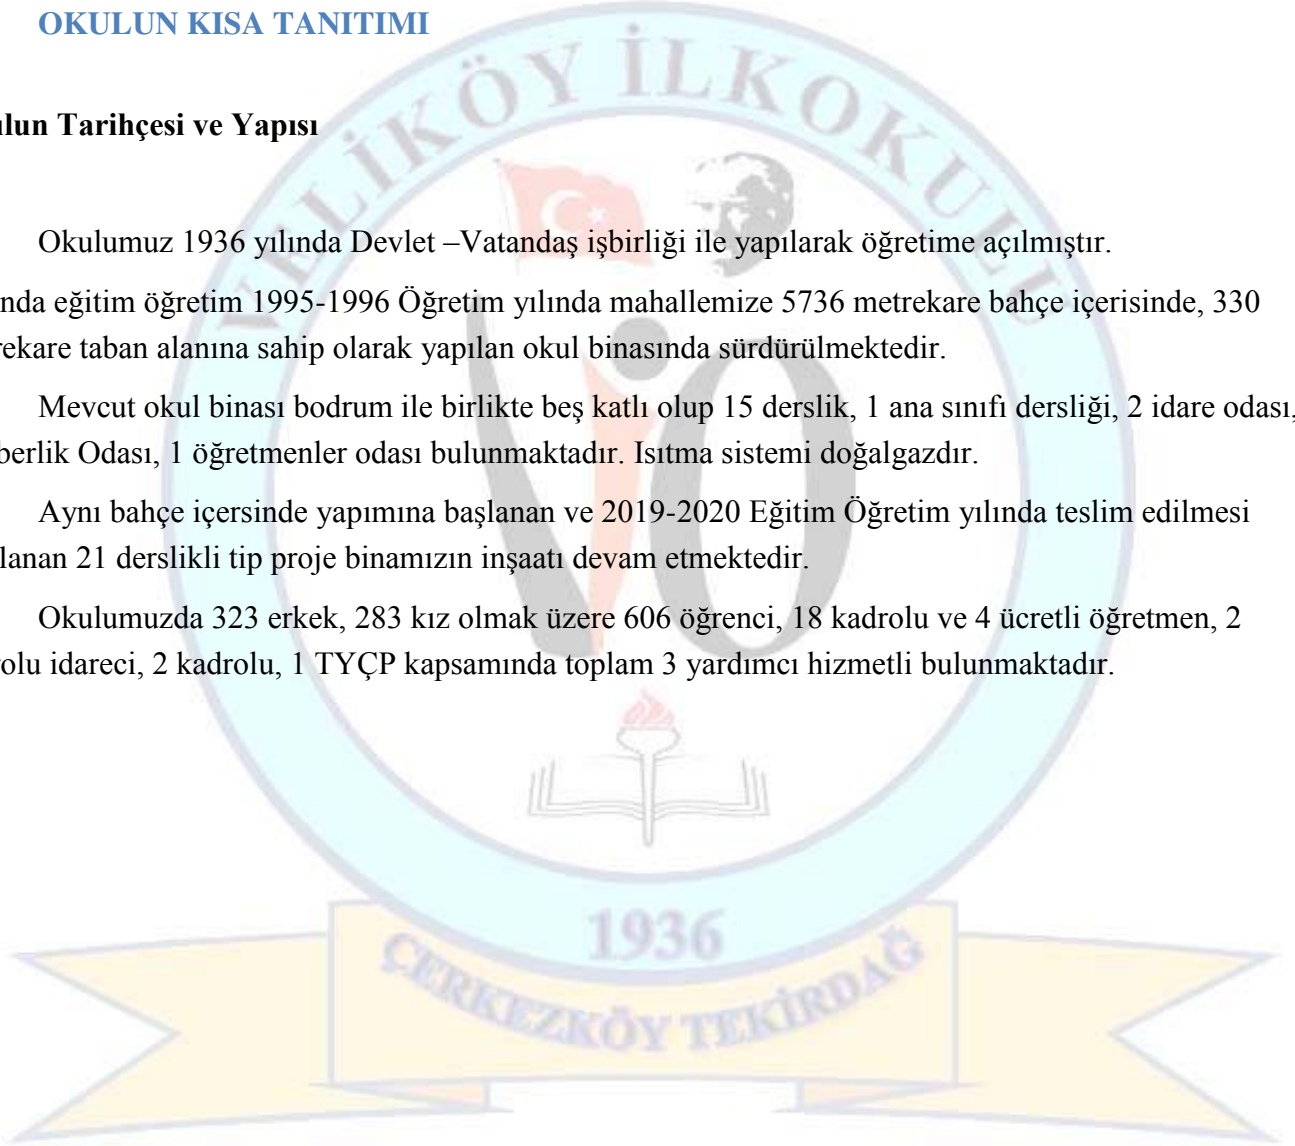 OKULUN KISA TANITIMI
VELİKÖY İLKOKULU
ulun Tarihçesi ve Yapısı
Okulumuz 1936 yılında Devlet –Vatandaş işbirliği ile yapılarak öğretime açılmıştır.
nda eğitim öğretim 1995-1996 Öğretim yılında mahallemize 5736 metrekare bahçe içerisinde, 330
rekare taban alanına sahip olarak yapılan okul binasında sürdürülmektedir.
Mevcut okul binası bodrum ile birlikte beş katlı olup 15 derslik, 1 ana sınıfı dersliği, 2 idare odası,
berlik Odası, 1 öğretmenler odası bulunmaktadır. Isıtma sistemi doğalgazdır.
Aynı bahçe içersinde yapımına başlanan ve 2019-2020 Eğitim Öğretim yılında teslim edilmesi
lanan 21 derslikli tip proje binamızın inşaatı devam etmektedir.
Okulumuzda 323 erkek, 283 kız olmak üzere 606 öğrenci, 18 kadrolu ve 4 ücretli öğretmen, 2
rolu idareci, 2 kadrolu, 1 TYÇP kapsamında toplam 3 yardımcı hizmetli bulunmaktadır.
1936
ÇERKEZKÖY TEKİRDAĞ